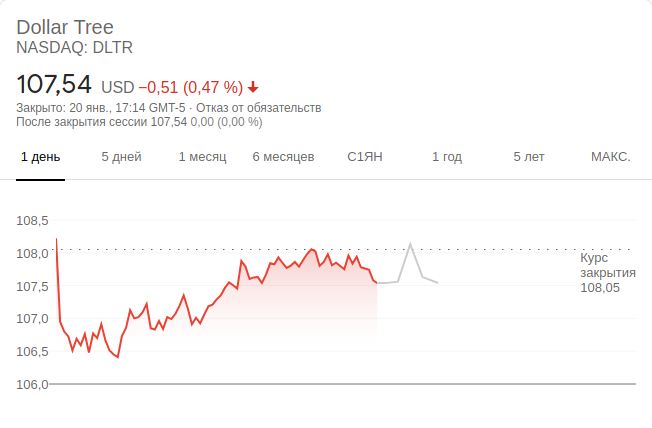 Dollar Tree
NASDAQ: DLTR
107,54 USD −0,51 (0,47 %)
Закрыто: 20 янв., 17:14 GMT-5 · Отказ от обязательств
После закрытия сессии 107,54 0,00 (0,00 %)
1 день 5 дней 1 месяц 6 месяцев С1ЯН 1 год 5 лет МАКС.
108,5
108,0
Курс
закрытия
107,5
108,05
107,0
106,5
106,0